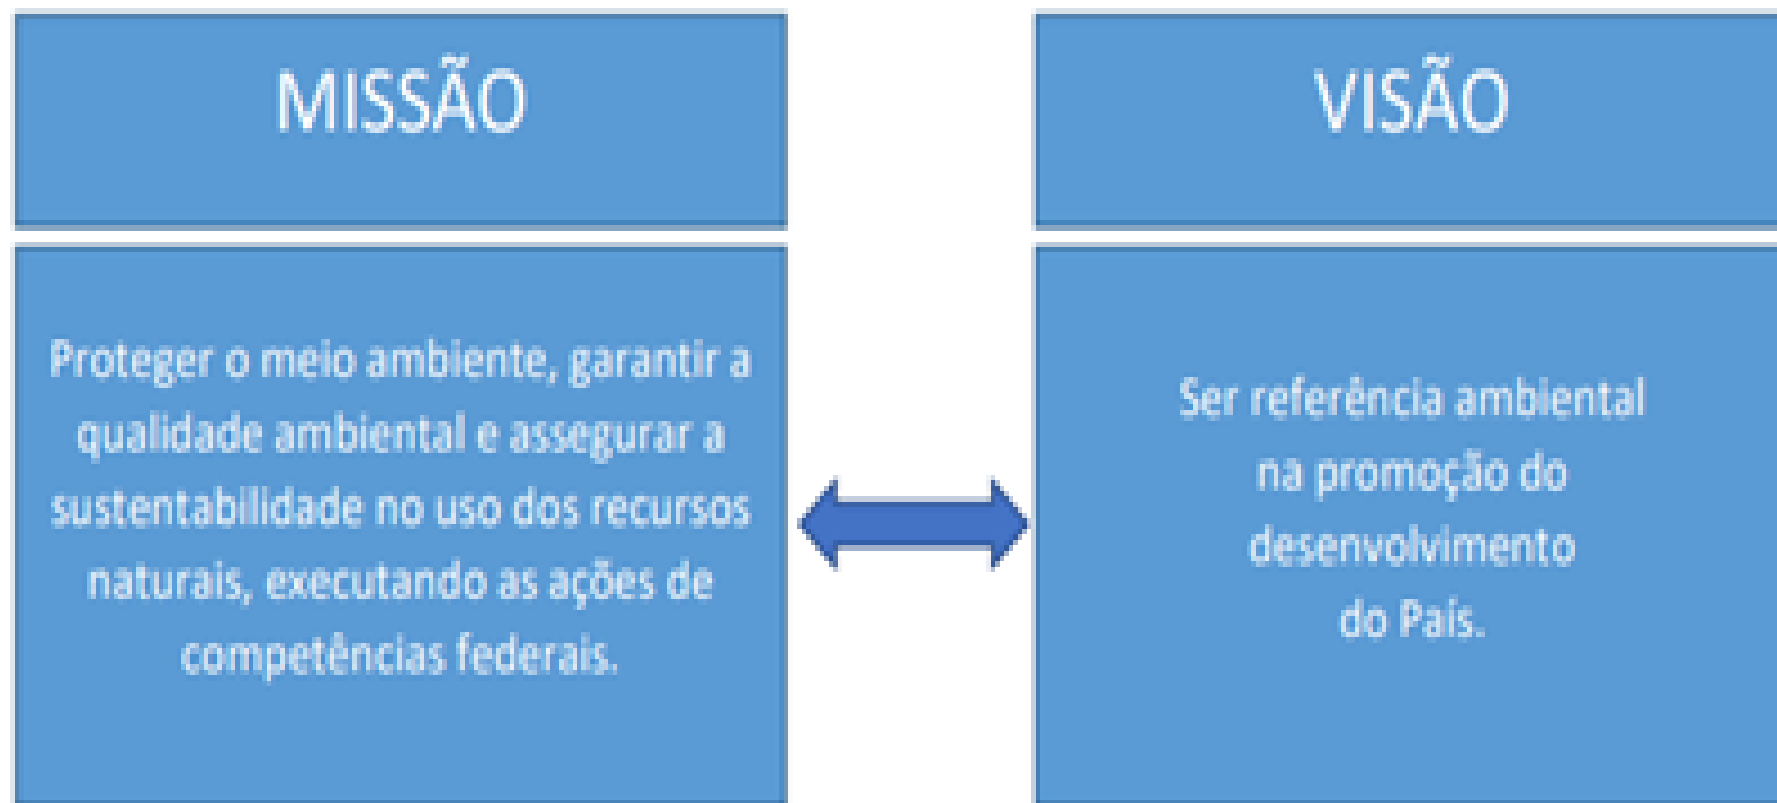 MISSÃO
Proteger o meio ambiente, garantir a
qualidade ambiental e assegurar a
sustentabilidade no uso dos recursos
naturais, executando as ações de
competências federais.
VISÃO
Ser referência ambiental
na promoção do
desenvolvimento
do País.